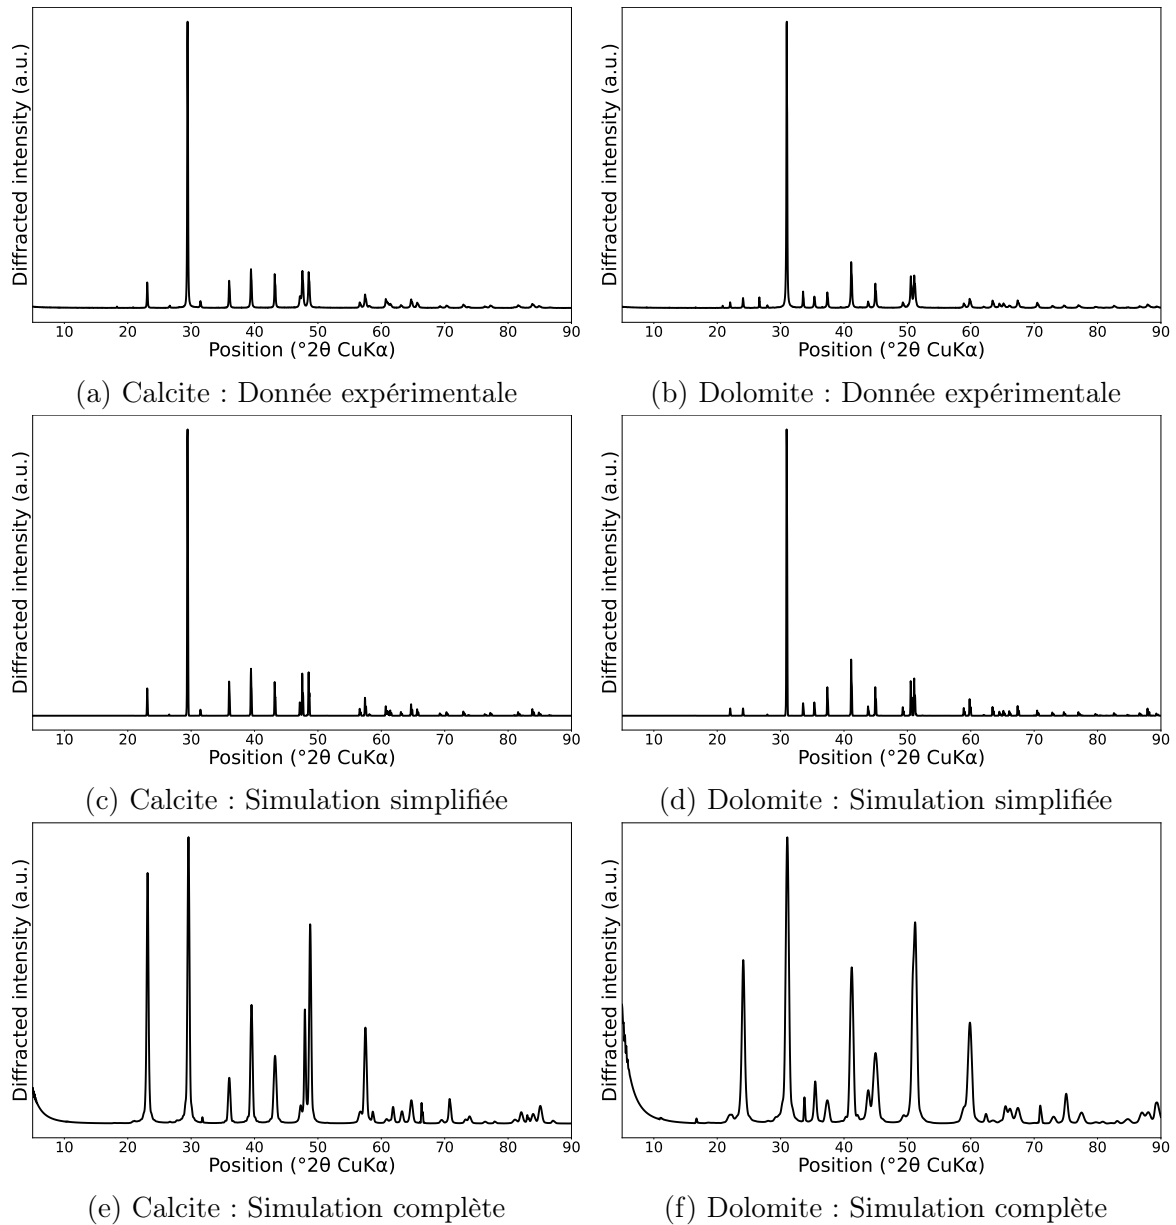 Diffracted intensity (a.u.)
10 20 30 40 50 60 70 80 90
Position (°2θ CuKα)
(a) Calcite : Donnée expérimentale
Diffracted intensity (a.u.)
10 20 30 40 50 60 70 80 90
Position (°2θ CuKα)
(b) Dolomite : Donnée expérimentale
Diffracted intensity (a.u.)
10 20 30 40 50 60 70 80 90
Position (°2θ CuKα)
(c) Calcite : Simulation simplifiée
Diffracted intensity (a.u.)
10 20 30 40 50 60 70 80 90
Position (°2θ CuKα)
(d) Dolomite : Simulation simplifiée
Diffracted intensity (a.u.)
10 20 30 40 50 60 70 80 90
Position (°2θ CuKα)
(e) Calcite : Simulation complète
Diffracted intensity (a.u.)
10 20 30 40 50 60 70 80 90
Position (°2θ CuKα)
(f) Dolomite : Simulation complète